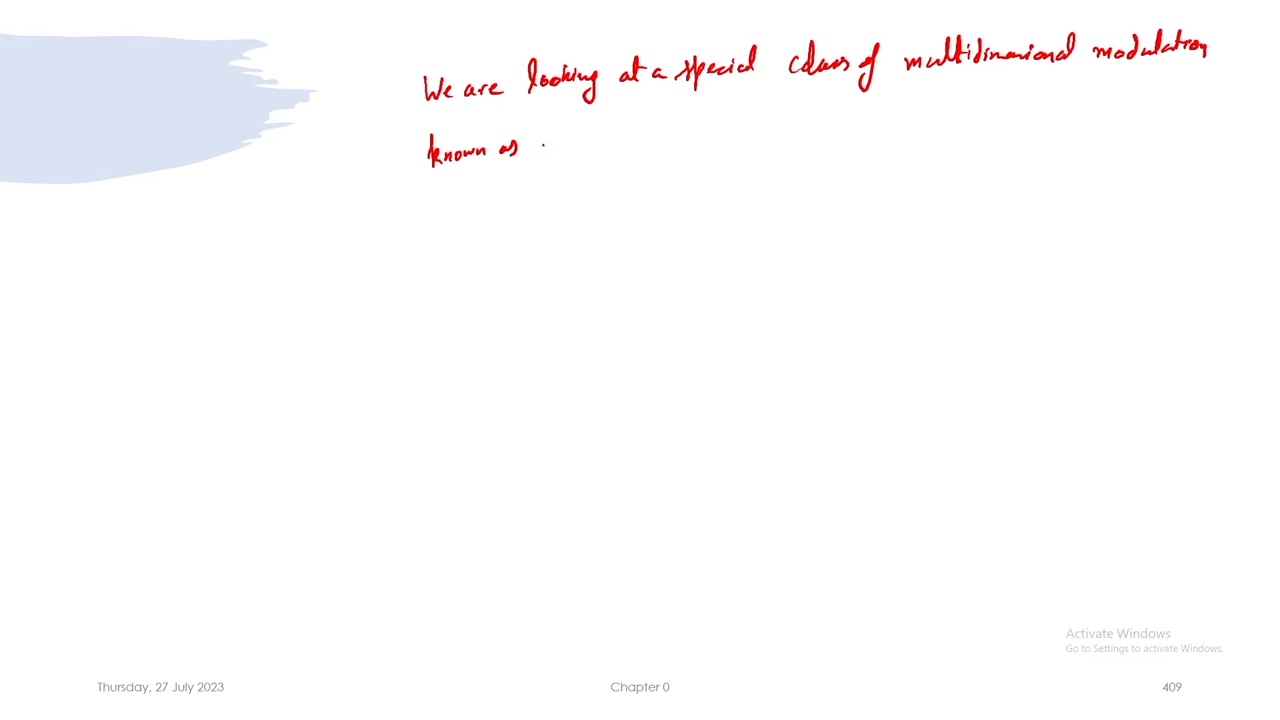 We are looking at a special class of multidimensional modulation
known as
Activate Windows
Go to Settings to activate Windows.
Thursday, 27 July 2023 Chapter 0 409